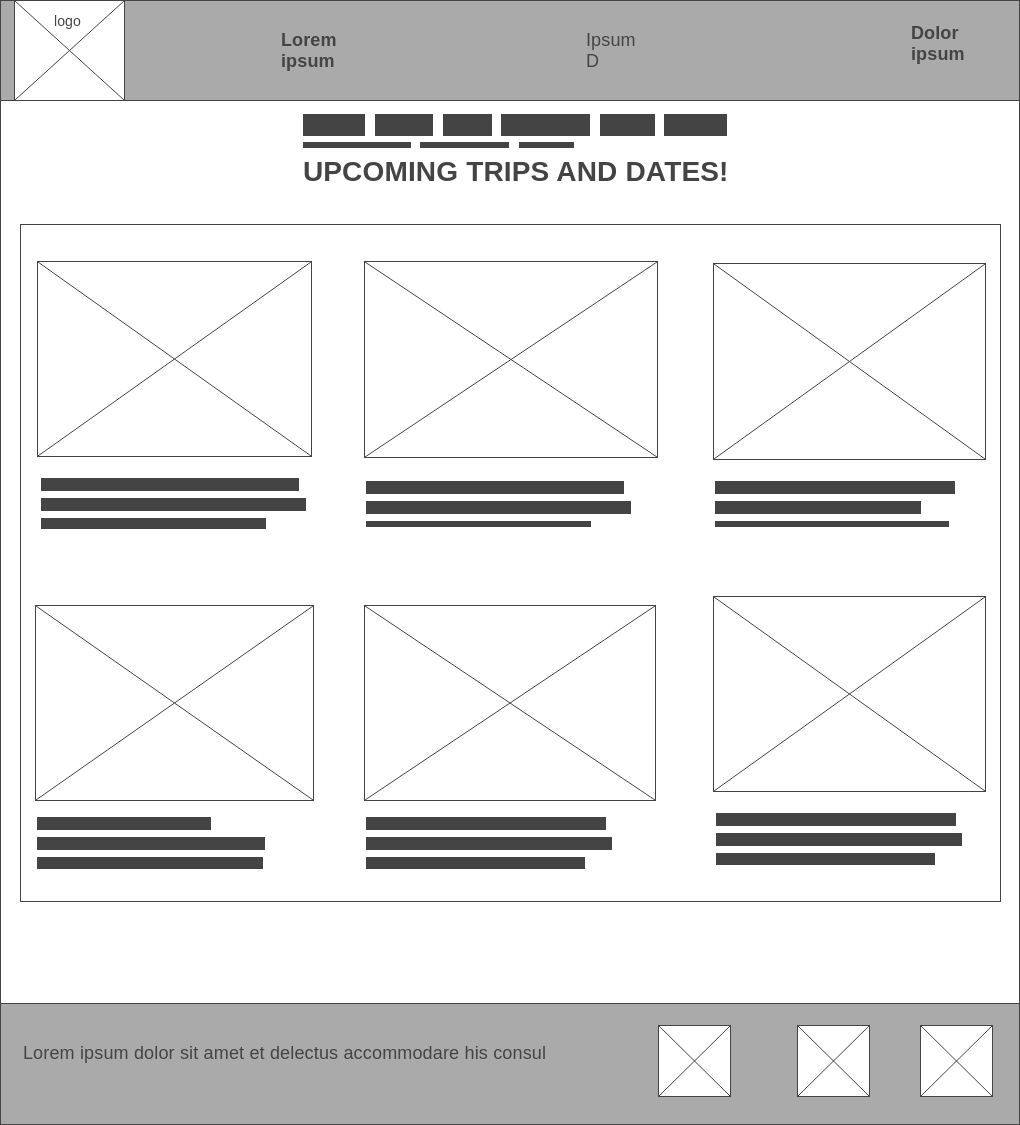 logo
Lorem
ipsum
Ipsum
D
Dolor
ipsum
UPCOMING TRIPS AND DATES!
Lorem ipsum dolor sit amet et delectus accommodare his consul